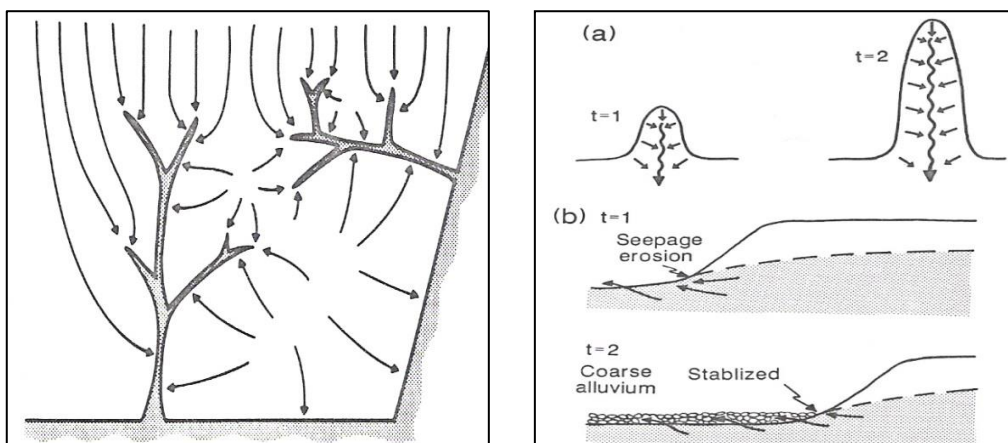 (a)
t=2
t=1
(b)
t=1
Seepage
erosion
t=2
Coarse
alluvium
Stablized